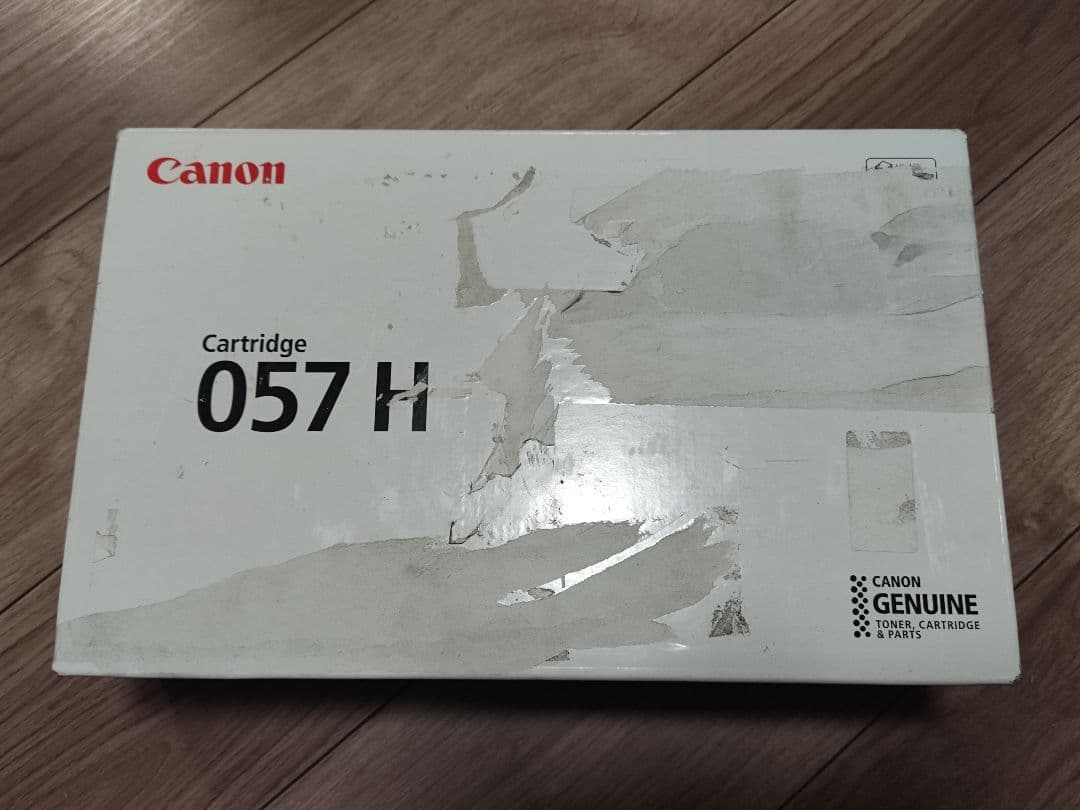 Canon
Cartridge
057 H
CANON
GENUINE
TONER, CARTRIDGE
& PARTS